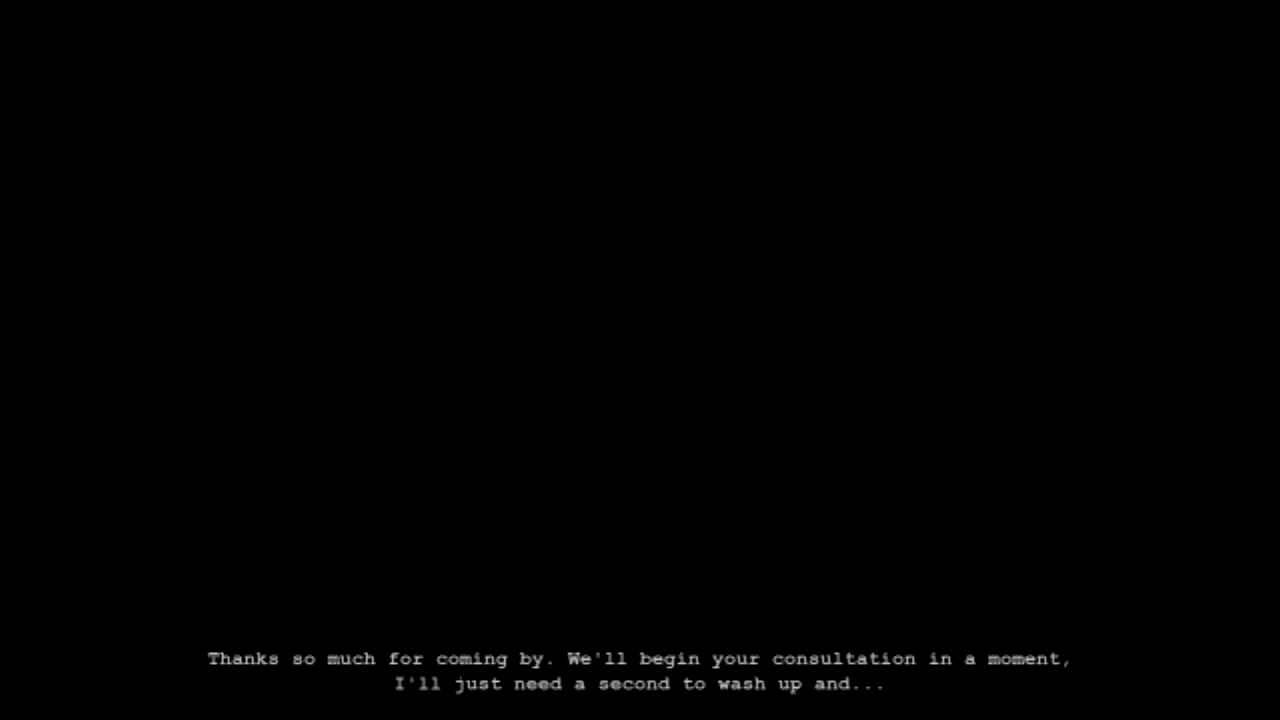 Thanks so much for coming by. We'll begin your consultation in a moment,
I'll just need a second to wash up and...